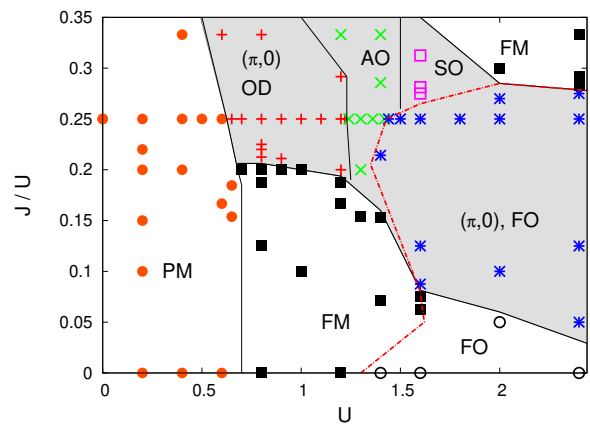 0.35
0.3
0.25
0.2
0.15
0.1
0.05
0
J / U
(π,0)
OD
AO
SO
FM
(π,0), FO
PM
FM
FO
0 0.5 1 1.5 2
U